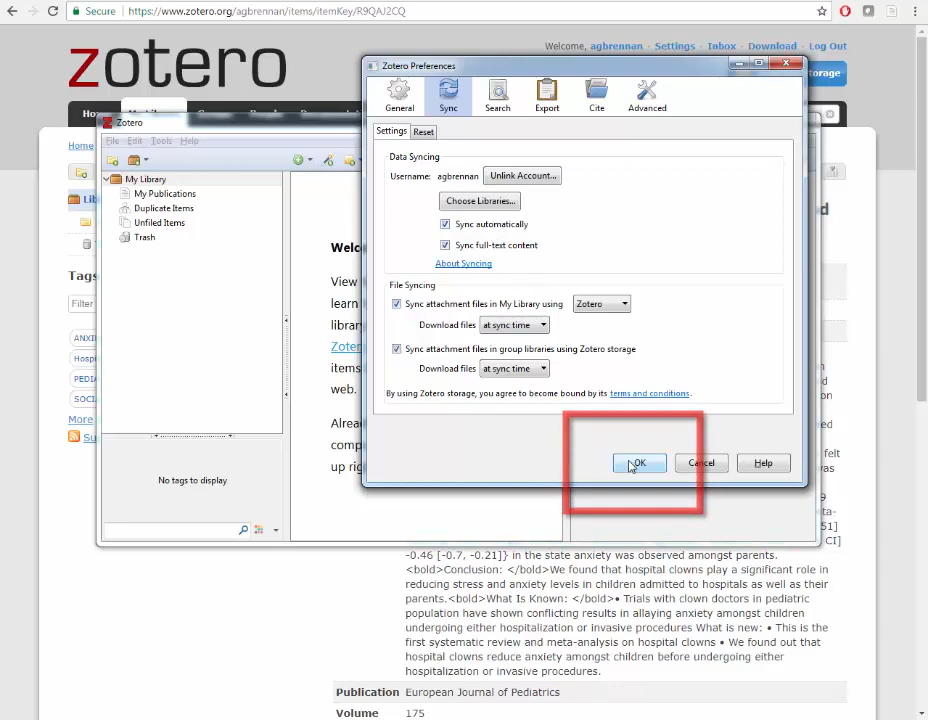 Secure https://www.zotero.org/agbrennan/items/itemKey/R9QAJ2CQ
zotero
Welcome, agbrennan Settings Inbox Download Log Out
Zotero Preferences
General Sync Search Export Cite Advanced
Zotero
File Edit Tools Help
Home
Settings Reset
Data Syncing
Username: agbrennan Unlink Account...
Choose Libraries...
Sync automatically
Sync full-text content
About Syncing
File Syncing
Sync attachment files in My Library using Zotero
Download files at sync time
Sync attachment files in group libraries using Zotero storage
Download files at sync time
By using Zotero storage, you agree to become bound by its terms and conditions.
OK Cancel Help
My Library
My Publications
Duplicate Items
Unfiled Items
Trash
No tags to display
View
learn
items
web.
Tags
Filter
ANXI
Hospi
PEDIA
SOCI
More
felt
was
-0.46 [-0.7, -0.21]} in the state anxiety was observed amongst parents.
<bold>Conclusion: </bold>We found that hospital clowns play a significant role in
reducing stress and anxiety levels in children admitted to hospitals as well as their
parents.<bold>What Is Known: </bold>• Trials with clown doctors in pediatric
population have shown conflicting results in allaying anxiety amongst children
undergoing either hospitalization or invasive procedures What is new: • This is the
first systematic review and meta-analysis on hospital clowns • We found out that
hospital clowns reduce anxiety amongst children before undergoing either
hospitalization or invasive procedures.
Publication European Journal of Pediatrics
Volume 175